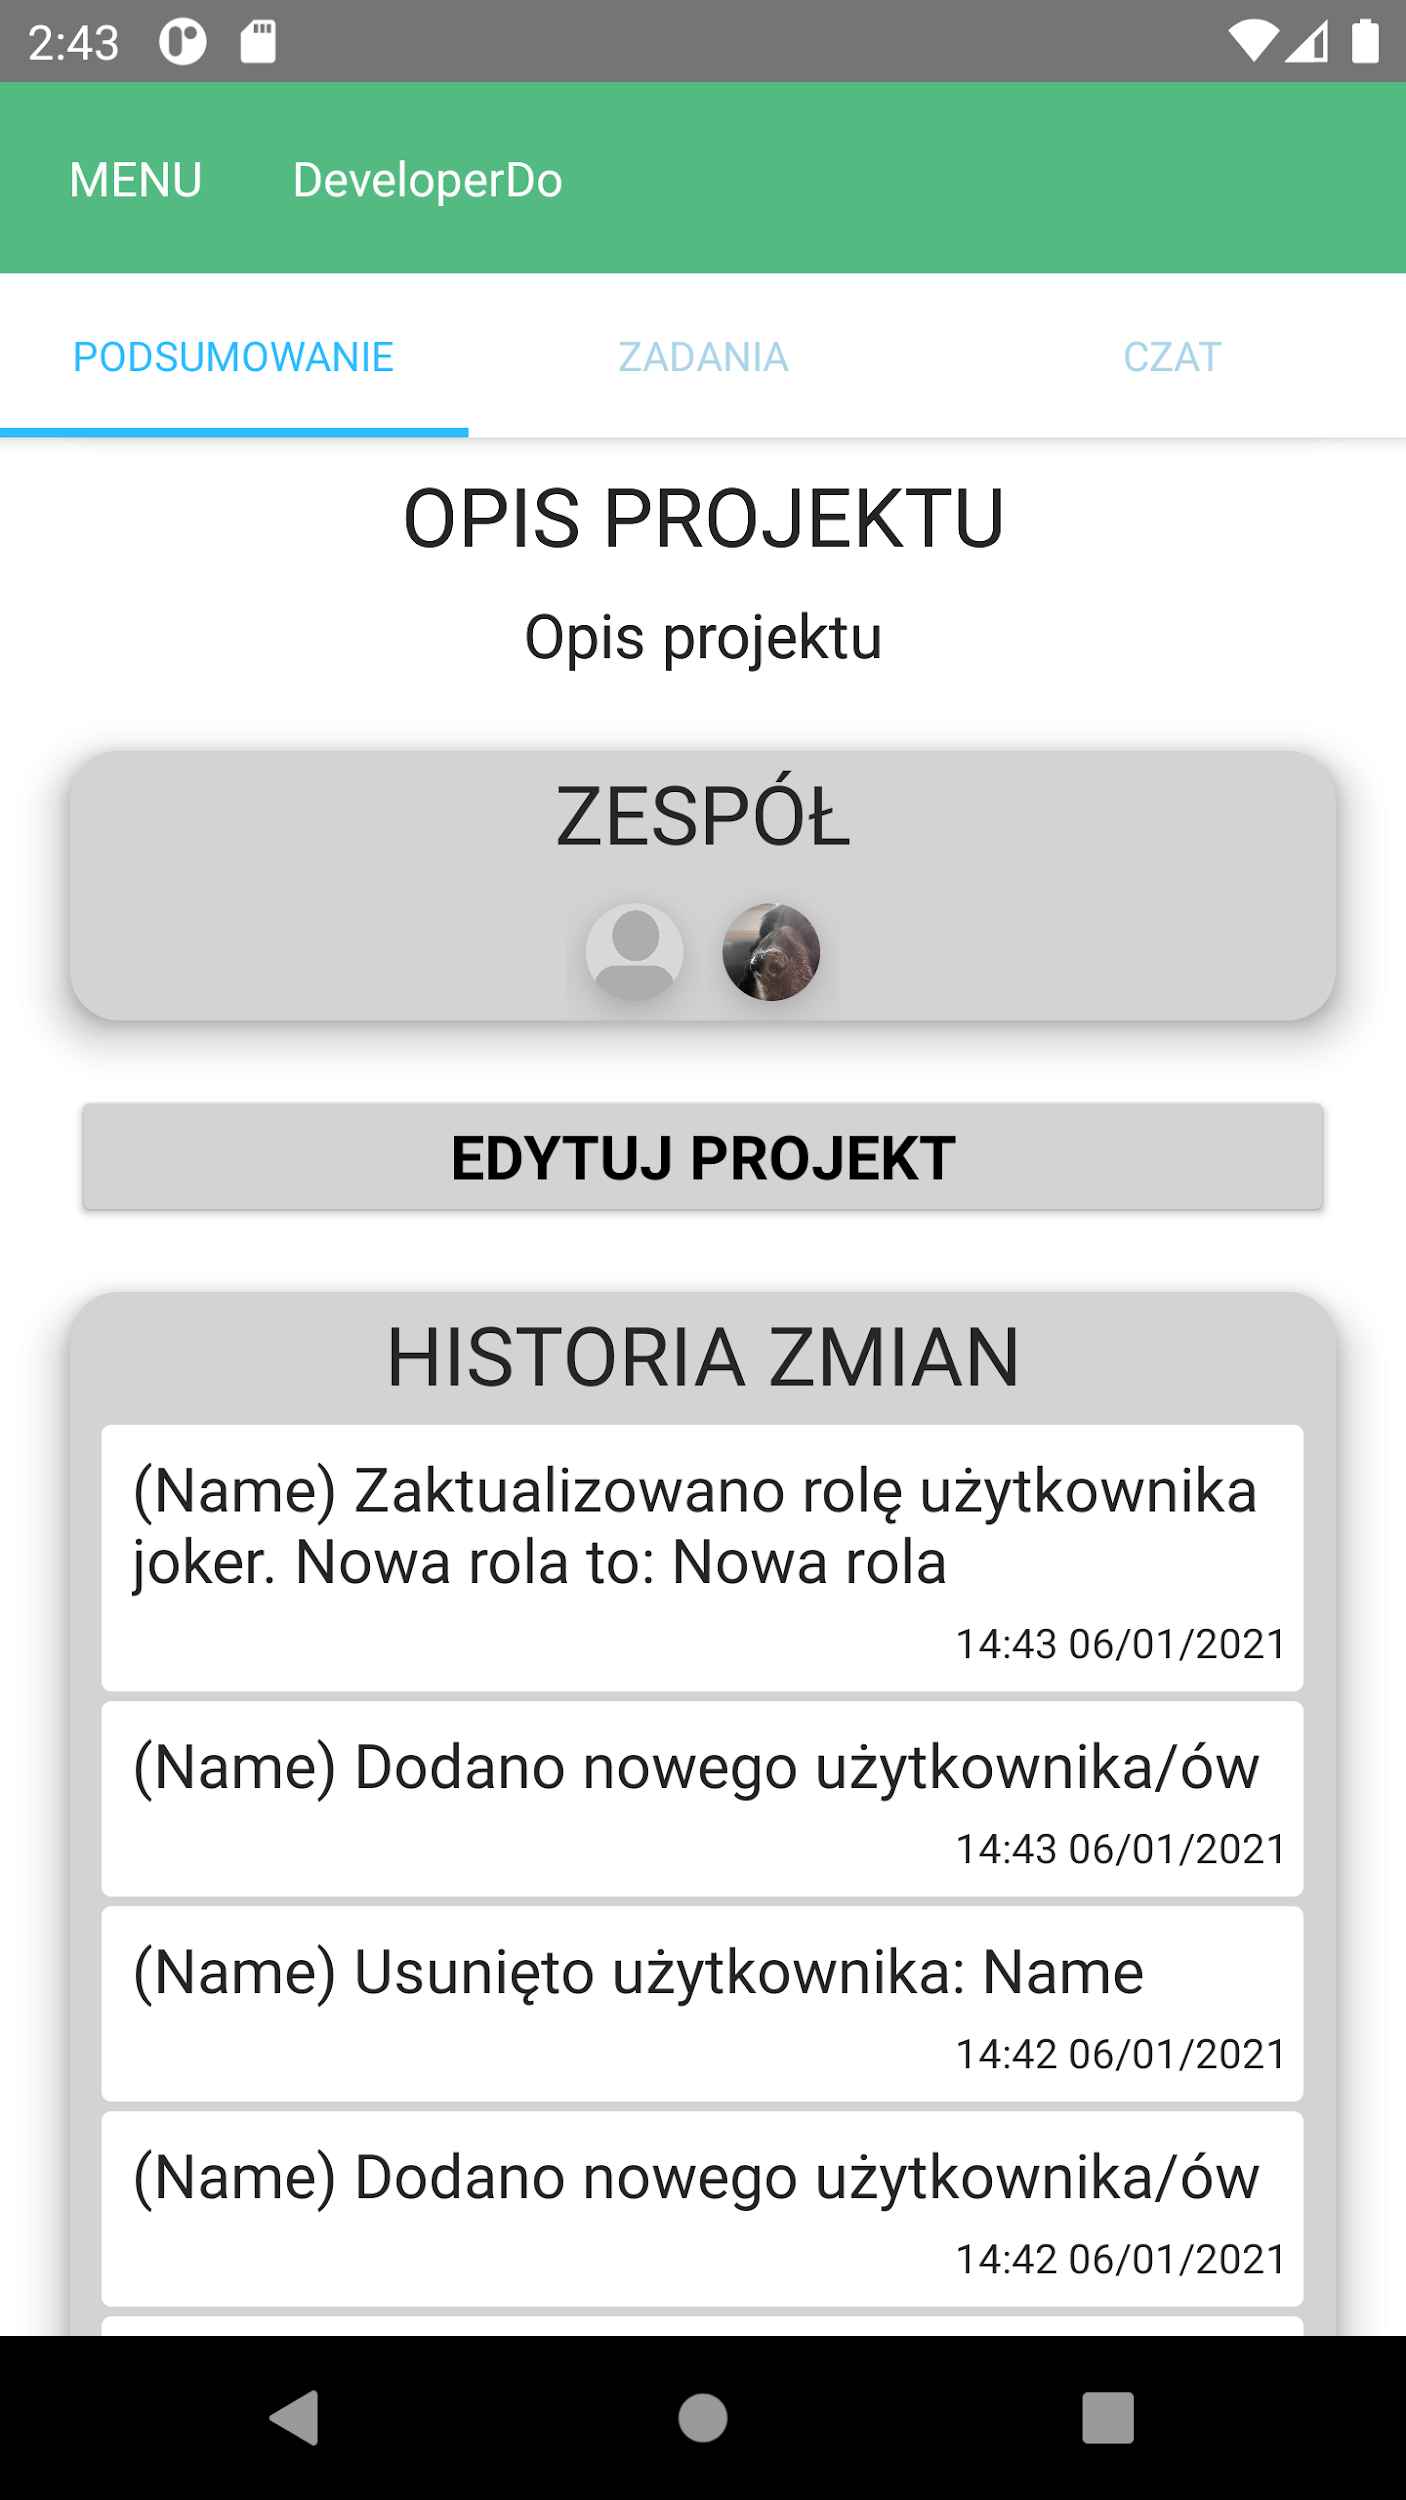 2:43
MENU DeveloperDo
PODSUMOWANIE ZADANIA CZAT
OPIS PROJEKTU
Opis projektu
ZESPÓŁ
EDYTUJ PROJEKT
HISTORIA ZMIAN
(Name) Zaktualizowano rolę użytkownika
joker. Nowa rola to: Nowa rola
14:43 06/01/2021
(Name) Dodano nowego użytkownika/ów
14:43 06/01/2021
(Name) Usunięto użytkownika: Name
14:42 06/01/2021
(Name) Dodano nowego użytkownika/ów
14:42 06/01/2021